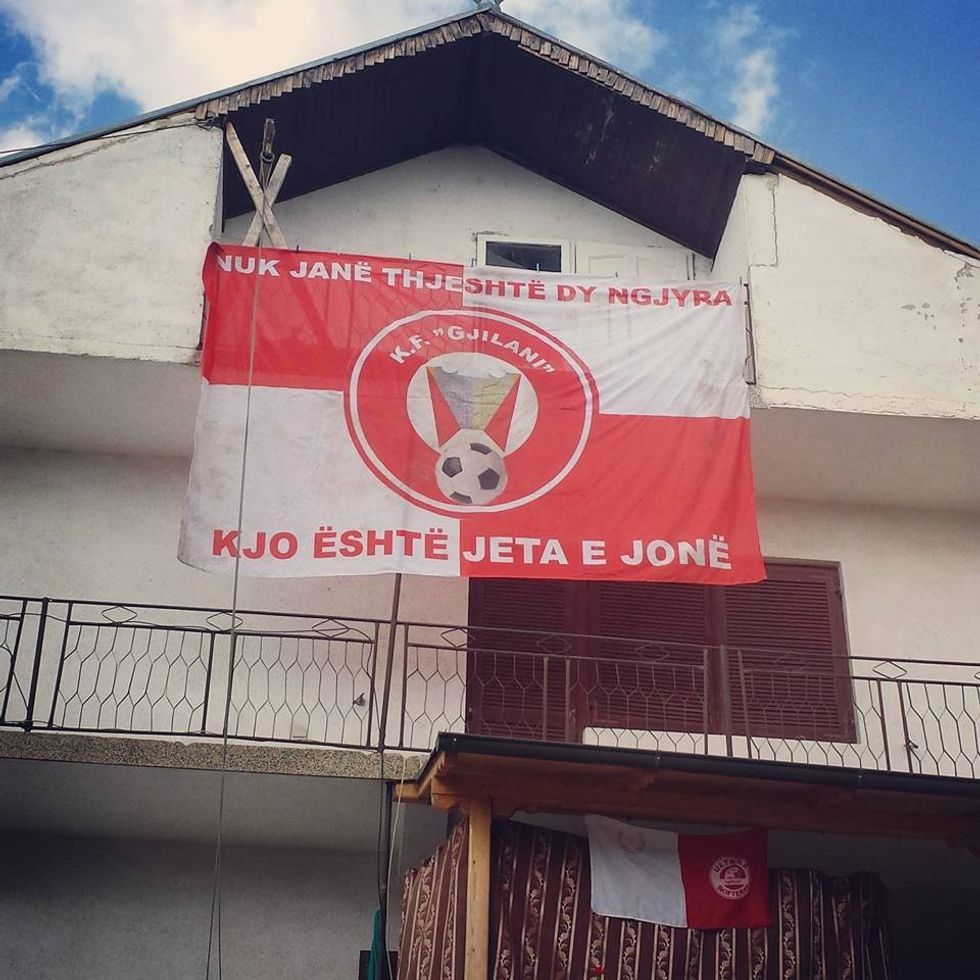 NUK JANË THJESHTË DY NGJYRA
K.F. "GJILANI"
KJO ËSHTË JETA E JONË